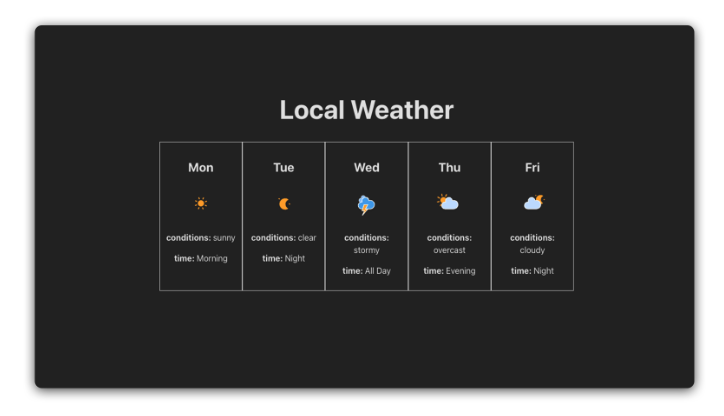 Local Weather
Mon
conditions: sunny
time: Morning
Tue
conditions: clear
time: Night
Wed
conditions:
stormy
time: All Day
Thu
conditions:
overcast
time: Evening
Fri
conditions:
cloudy
time: Night